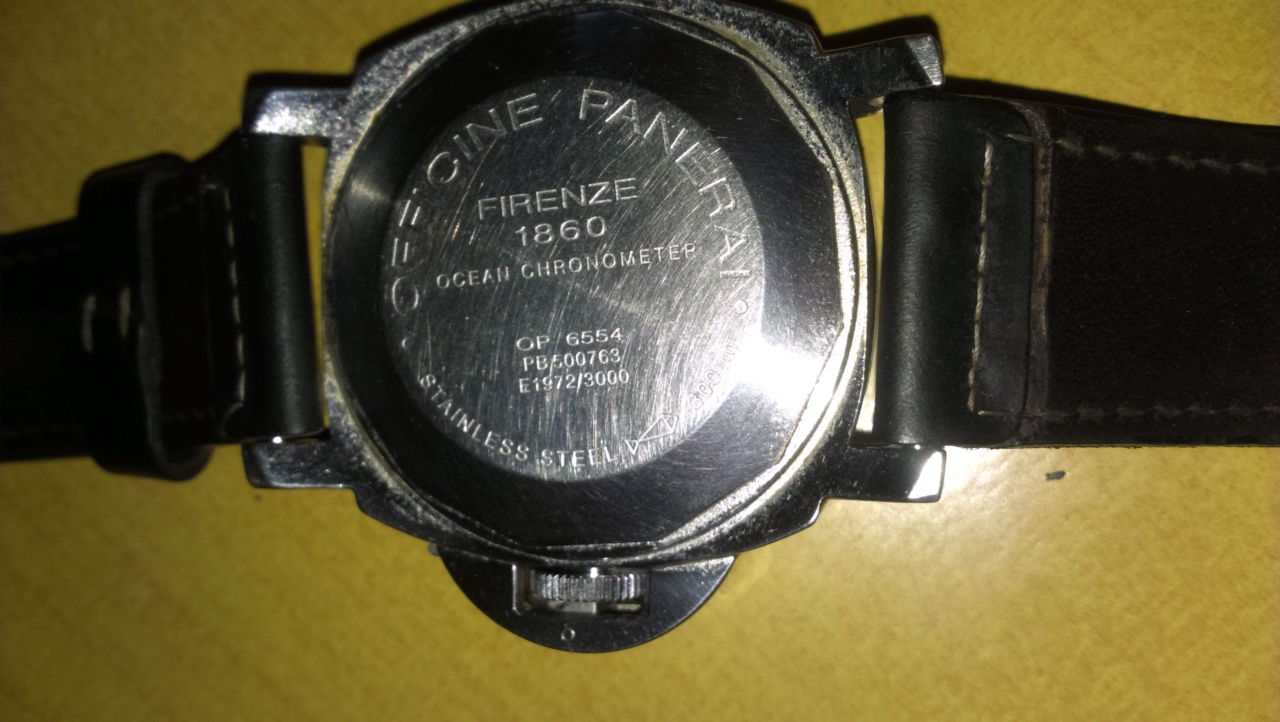 OFFICINE PANERAI
FIRENZE
1860
OCEAN CHRONOMETER
OP 6554
PB500763
E1972/3000
STAINLESS STEEL